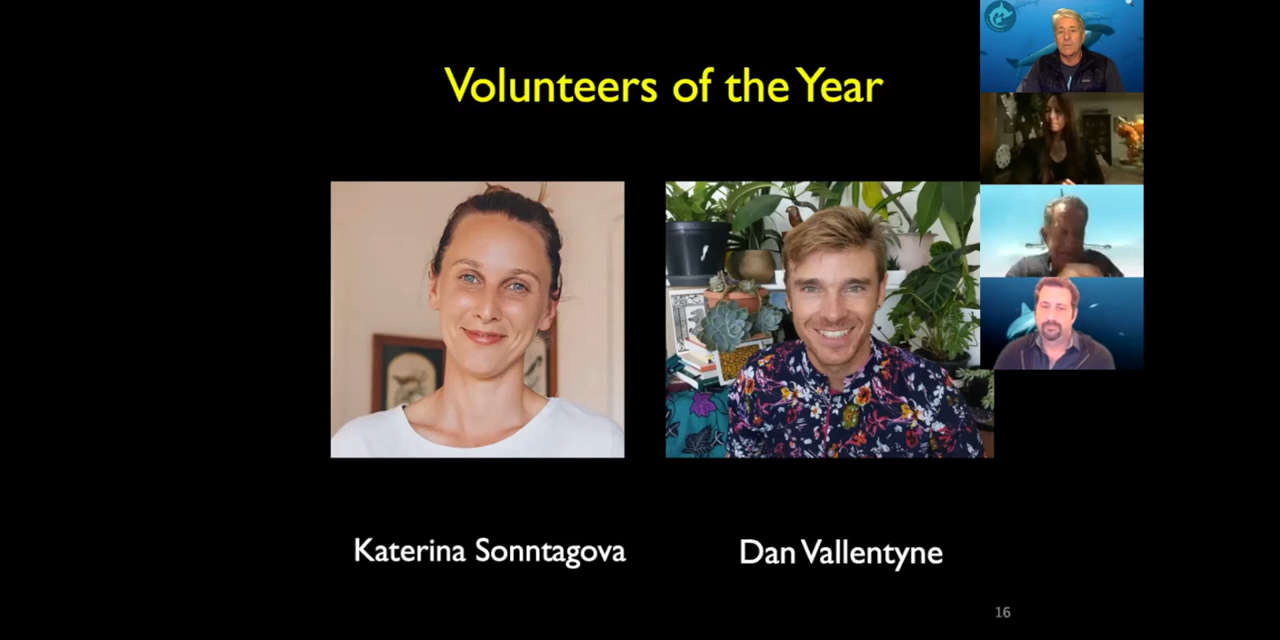 Volunteers of the Year
Katerina Sonntagova
Dan Vallentyne
16